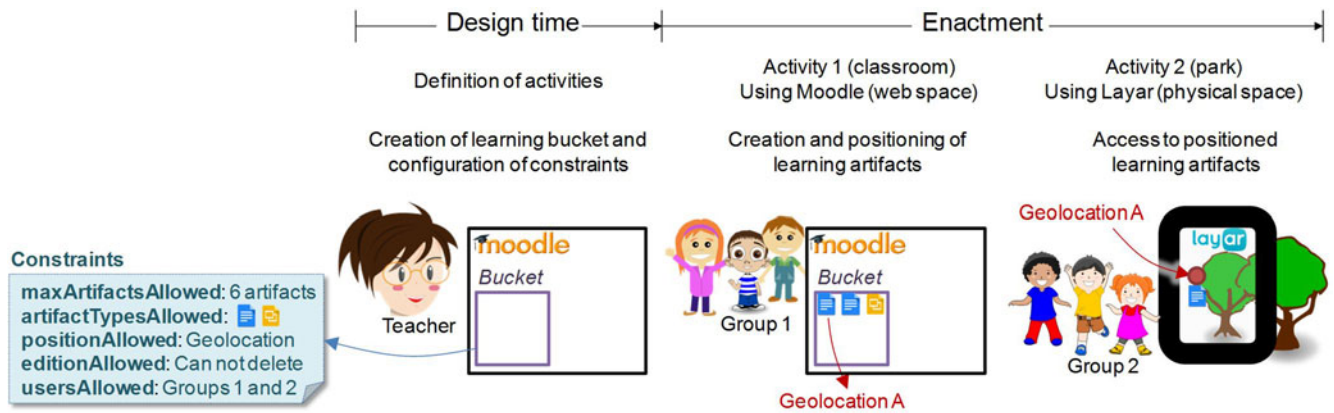 Design time
Enactment
Definition of activities
Activity 1 (classroom)
Using Moodle (web space)
Activity 2 (park)
Using Layar (physical space)
Creation of learning bucket and
configuration of constraints
Creation and positioning of
learning artifacts
Access to positioned
learning artifacts
Constraints
maxArtifactsAllowed: 6 artifacts
artifactTypesAllowed:
positionAllowed: Geolocation
editionAllowed: Can not delete
usersAllowed: Groups 1 and 2
Teacher
moodle
Bucket
Group 1
moodle
Bucket
Geolocation A
Geolocation A
layar
Group 2